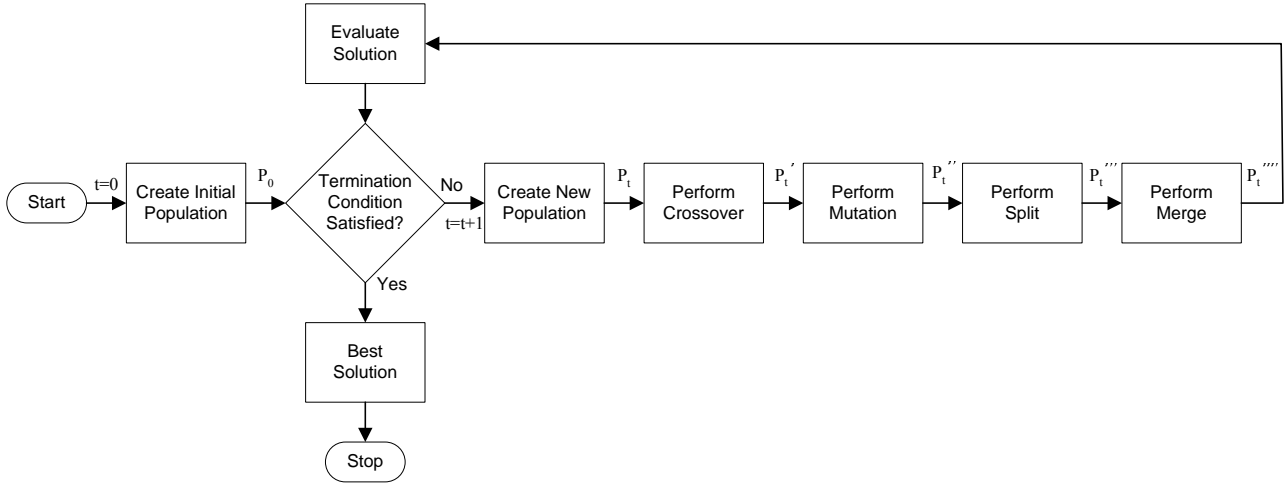 Evaluate
Solution
Start
t=0
Create Initial
Population
P0
Termination
Condition
Satisfied?
No
t=t+1
Create New
Population
Pt
Perform
Crossover
Pt'
Perform
Mutation
Pt''
Perform
Split
Pt'''
Perform
Merge
Pt''''
Yes
Best
Solution
Stop